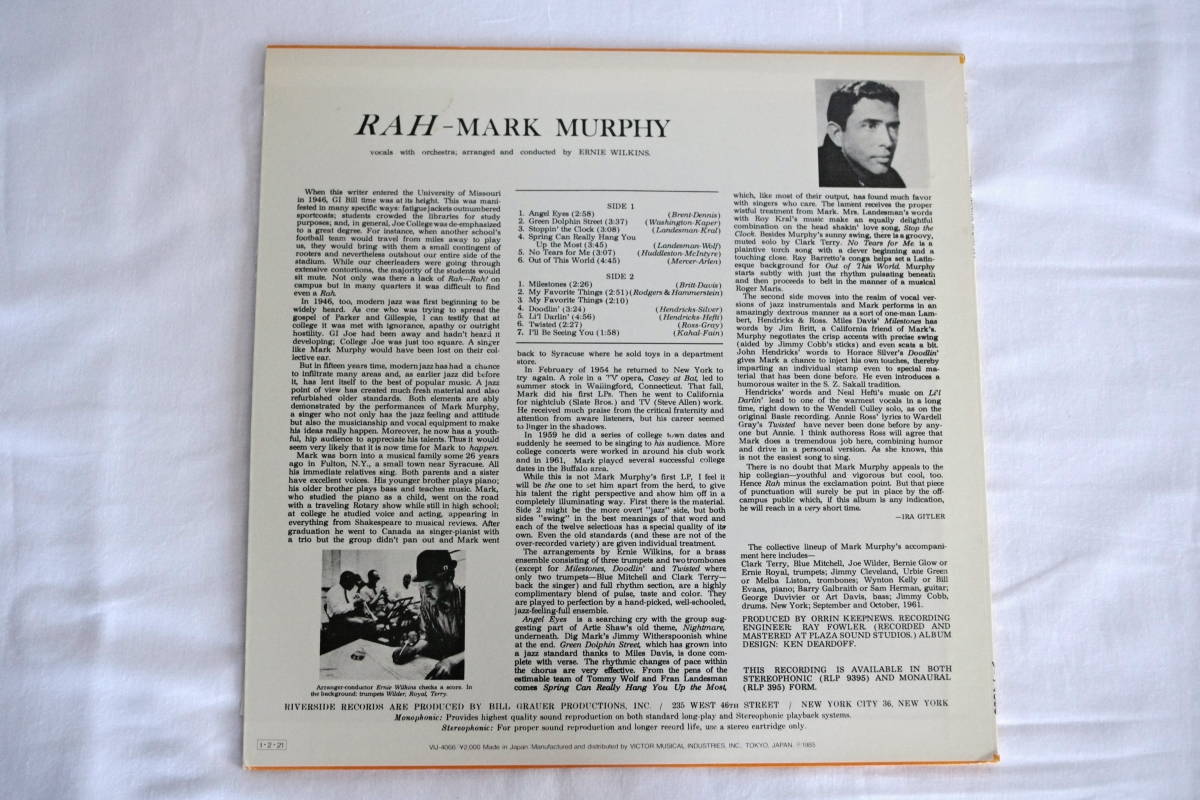 RAH - MARK MURPHY
vocals with orchestra; arranged and conducted by ERNIE WILKINS.
When this writer entered the University of Missouri
in 1946, GI Bill time was at its height. This was mani-
fested in many specific ways: fatigue jackets outnumbered
sportcoats; students crowded the libraries for study
purposes; and, in general, Joe College was de-emphasized
to a great degree. For instance, when another school's
football team would travel from miles away to play
us, they would bring with them a small contingent of
rooters and nevertheless outshout our entire side of the
stadium. While our cheerleaders were going through
extensive contortions, the majority of the students would
sit mute. Not only was there a lack of Rah—Rah! on
campus but in many quarters it was difficult to find
even a Rah.
In 1946, too, modern jazz was first beginning to be
widely heard. As one who was trying to spread the
gospel of Parker and Gillespie, I can testify that at
college it was met with ignorance, apathy or outright
hostility. GI Joe had been away and hadn't heard it
developing; College Joe was just too square. A singer
like Mark Murphy would have been lost on their col-
lective ear.
But in fifteen years, modern jazz has had a chance
to infiltrate many areas and, as earlier jazz did before
it, has lent itself to the best of popular music. A jazz
point of view has created much fresh material and also
refurbished older standards. Both elements are ably
demonstrated by the performances of Mark Murphy,
a singer who not only has the jazz feeling and attitude
but also the musicianship and vocal equipment to make
his ideas really happen. Moreover, he now has a youth-
ful, hip audience to appreciate his talents. Thus it would
seem very likely that it is now time for Mark to happen.
Mark was born into a musical family some 26 years
ago in Fulton, N.Y., a small town near Syracuse. All
his immediate relatives sing. Both parents and a sister
have excellent voices. His younger brother plays piano;
his older brother plays bass and teaches music. Mark,
who studied the piano as a child, went on the road
with a traveling Rotary show while still in high school;
at college he studied voice and acting, appearing in
everything from Shakespeare to musical reviews. After
graduation he went to Canada as singer-pianist with
a trio but the group didn't pan out and Mark went
Arranger-conductor Ernie Wilkins checks a score. In
the background: trumpets Wilder, Royal, Terry.
SIDE 1
1. Angel Eyes (2:58) (Brent-Dennis)
2. Green Dolphin Street (3:37) (Washington-Kaper)
3. Stoppin' the Clock (3:08) (Landesman-Kral)
4. Spring Can Really Hang You
Up the Most (3:45) (Landesman-Wolf)
5. No Tears for Me (3:07) (Huddleston-McIntyre)
6. Out of This World (4:45) (Mercer-Arlen)
SIDE 2
1. Milestones (2:26) (Britt-Davis)
2. My Favorite Things (2:51) (Rodgers & Hammerstein)
3 My Favorite Things (2:10)
4. Doodlin' (3:24) (Hendricks-Silver)
5. Li'l Darlin' (4:56) (Hendricks-Hefti)
6. Twisted (2:27) (Ross-Gray)
7. I'll Be Seeing You (1:58) (Kahal-Fain)
back to Syracuse where he sold toys in a department
store.
In February of 1954 he returned to New York to
try again. A role in a TV opera, Casey at Bat, led to
summer stock in Wallingford, Connecticut. That fall,
Mark did his first LPs. Then he went to California
for nightclub (Slate Bros.) and TV (Steve Allen) work.
He received much praise from the critical fraternity and
attention from aware listeners, but his career seemed
to linger in the shadows.
In 1959 he did a series of college town dates and
suddenly he seemed to be singing to his audience. More
college concerts were worked in around his club work
and in 1961, Mark played several successful college
dates in the Buffalo area.
While this is not Mark Murphy's first LP, I feel it
will be the one to set him apart from the herd, to give
his talent the right perspective and show him off in a
completely illuminating way. First there is the material.
Side 2 might be the more overt "jazz" side, but both
sides "swing" in the best meanings of that word and
each of the twelve selections has a special quality of its
own. Even the old standards (and these are not of the
over-recorded variety) are given individual treatment.
The arrangements by Ernie Wilkins, for a brass
ensemble consisting of three trumpets and two trombones
(except for Milestones, Doodlin' and Twisted where
only two trumpets—Blue Mitchell and Clark Terry—
back the singer) and full rhythm section, are a highly
complimentary blend of pulse, taste and color. They
are played to perfection by a hand-picked, well-schooled,
jazz-feeling-full ensemble.
Angel Eyes is a searching cry with the group sug-
gesting part of Artie Shaw's old theme, Nightmare,
underneath. Dig Mark's Jimmy Witherspoonish whine
at the end. Green Dolphin Street, which has grown into
a jazz standard thanks to Miles Davis, is done com-
plete with verse. The rhythmic changes of pace within
the chorus are very effective. From the pens of the
estimable team of Tommy Wolf and Fran Landesman
comes Spring Can Really Hang You Up the Most,
which, like most of their output, has found much favor
with singers who care. The lament receives the proper
wistful treatment from Mark. Mrs. Landesman's words
with Roy Kral's music make an equally delightful
combination on the head shakin' love song, Stop the
Clock. Besides Murphy's sunny swing, there is a groovy,
muted solo by Clark Terry. No Tears for Me is a
plaintive torch song with a clever beginning and a
touching close. Ray Barretto's conga helps set a Latin-
esque background for Out of This World. Murphy
starts subtly with just the rhythm pulsating beneath
and then proceeds to belt in the manner of a musical
Roger Maris.
The second side moves into the realm of vocal ver-
sions of jazz instrumentals and Mark performs in an
amazingly dextrous manner as a sort of one-man Lam-
bert, Hendricks & Ross. Miles Davis' Milestones has
words by Jim Britt, a California friend of Mark's.
Murphy negotiates the crisp accents with precise swing
(aided by Jimmy Cobb's sticks) and even scats a bit.
John Hendricks' words to Horace Silver's Doodlin'
gives Mark a chance to inject his own touches, thereby
imparting an individual stamp even to special ma-
terial that has been done before. He even introduces a
humorous waiter in the S. Z. Sakall tradition.
Hendricks' words and Neal Hefti's music on Li'l
Darlin' lead to one of the warmest vocals in a long
time, right down to the Wendell Culley solo, as on the
original Basie recording. Annie Ross' lyrics to Wardell
Gray's Twisted have never been done before by any-
one but Annie. I think authoress Ross will agree that
Mark does a tremendous job here, combining humor
and drive in a personal version. As she knows, this
is not the easiest song to sing.
There is no doubt that Mark Murphy appeals to the
hip collegian—youthful and vigorous but cool, too.
Hence Rah minus the exclamation point. But that piece
of punctuation will surely be put in place by the off-
campus public which, if this album is any indication,
he will reach in a very short time.
—IRA GITLER
The collective lineup of Mark Murphy's accompani-
ment here includes—
Clark Terry, Blue Mitchell, Joe Wilder, Bernie Glow or
Ernie Royal, trumpets; Jimmy Cleveland, Urbie Green
or Melba Liston, trombones; Wynton Kelly or Bill
Evans, piano; Barry Galbraith or Sam Herman, guitar;
George Duvivier or Art Davis, bass; Jimmy Cobb,
drums. New York; September and October, 1961.
PRODUCED BY ORRIN KEEPNEWS. RECORDING
ENGINEER: RAY FOWLER. (RECORDED AND
MASTERED AT PLAZA SOUND STUDIOS.) ALBUM
DESIGN: KEN DEARDOFF.
THIS RECORDING IS AVAILABLE IN BOTH
STEREOPHONIC (RLP 9395) AND MONAURAL
(RLP 395) FORM.
RIVERSIDE RECORDS ARE PRODUCED BY BILL GRAUER PRODUCTIONS, INC. / 235 WEST 46TH STREET / NEW YORK CITY 36, NEW YORK
Monophonic: Provides highest quality sound reproduction on both standard long-play and Stereophonic playback systems.
Stereophonic: For proper sound reproduction and longer record life, use a stereo cartridge only.
1-2-21
VIJ-4066 ¥2,000 Made in Japan Manufactured and distributed by VICTOR MUSICAL INDUSTRIES, INC., TOKYO, JAPAN. ℗1985